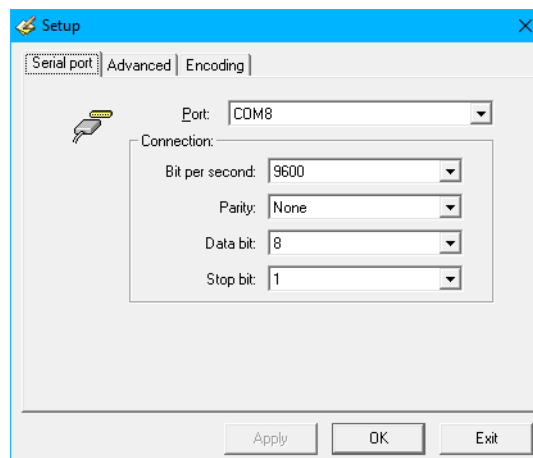 Setup
Serial port Advanced Encoding
Port: COM8
Connection:
Bit per second: 9600
Parity: None
Data bit: 8
Stop bit: 1
Apply OK Exit